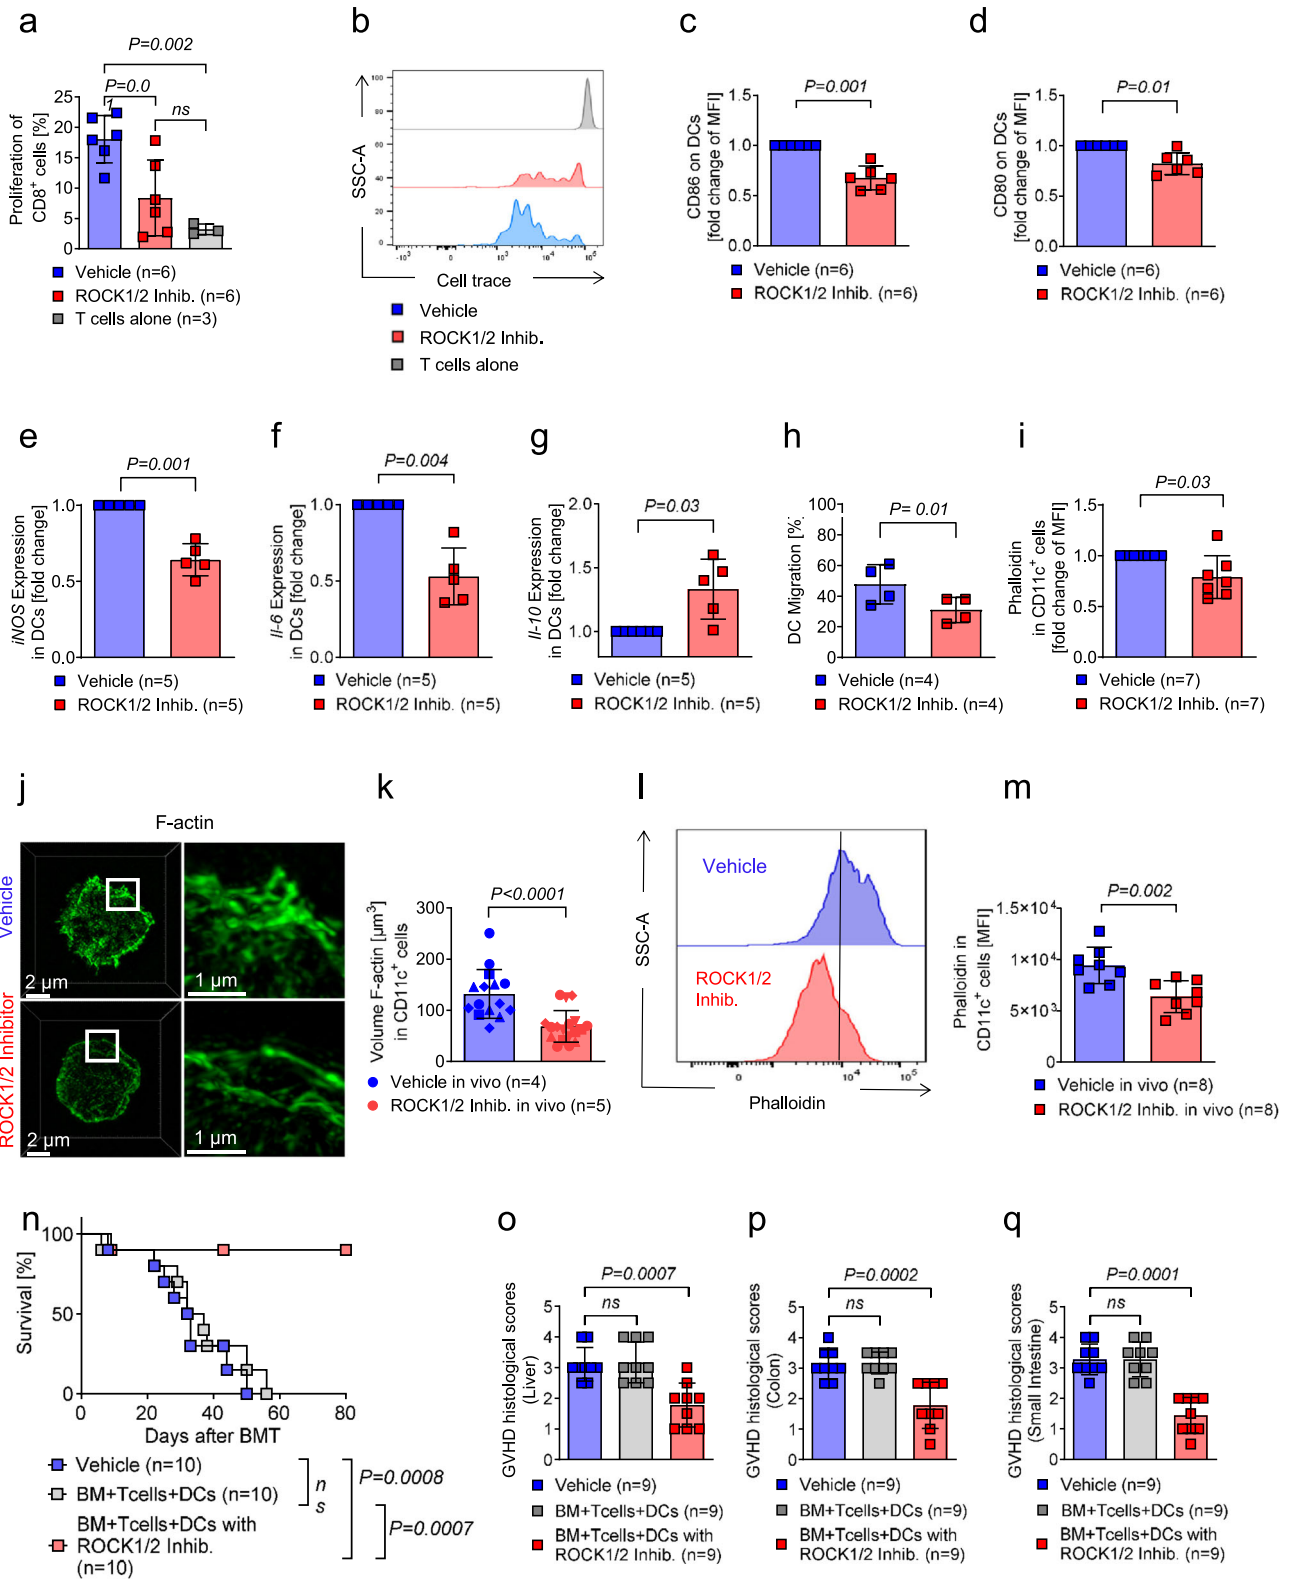 a
P=0.002
P=0.0
1
ns
Proliferation of
CD8⁺ cells [%]
25
20
15
10
5
0
Vehicle (n=6)
ROCK1/2 Inhib. (n=6)
T cells alone (n=3)
b
SSC-A
100
80
60
40
20
0
-10³ 0 10³ 10⁴ 10⁵
Cell trace
Vehicle
ROCK1/2 Inhib.
T cells alone
c
P=0.001
CD86 on DCs
[fold change of MFI]
1.5
1.0
0.5
0.0
Vehicle (n=6)
ROCK1/2 Inhib. (n=6)
d
P=0.01
CD80 on DCs
[fold change of MFI]
1.5
1.0
0.5
0.0
Vehicle (n=6)
ROCK1/2 Inhib. (n=6)
e
P=0.001
iNOS Expression
in DCs [fold change]
1.0
0.5
0.0
Vehicle (n=5)
ROCK1/2 Inhib. (n=5)
f
P=0.004
Il-6 Expression
in DCs [fold change]
1.0
0.5
0.0
Vehicle (n=5)
ROCK1/2 Inhib. (n=5)
g
P=0.03
Il-10 Expression
in DCs [fold change]
2.0
1.5
1.0
Vehicle (n=5)
ROCK1/2 Inhib. (n=5)
h
P= 0.01
DC Migration [%]
100
80
60
40
20
0
Vehicle (n=4)
ROCK1/2 Inhib. (n=4)
i
P=0.03
Phalloidin
in CD11c⁺ cells
[fold change of MFI]
1.5
1.0
0.5
0.0
Vehicle (n=7)
ROCK1/2 Inhib. (n=7)
j
F-actin
Vehicle
2 µm
1 µm
ROCK1/2 Inhibitor
2 µm
1 µm
k
P<0.0001
Volume F-actin [µm³]
in CD11c⁺ cells
300
200
100
0
Vehicle in vivo (n=4)
ROCK1/2 Inhib. in vivo (n=5)
l
SSC-A
Vehicle
ROCK1/2
Inhib.
0 10⁴ 10⁵
Phalloidin
m
P=0.002
Phalloidin in
CD11c⁺ cells [MFI]
1.5×10⁴
1×10⁴
5×10³
0
Vehicle in vivo (n=8)
ROCK1/2 Inhib. in vivo (n=8)
n
Survival [%]
100
50
0
0 20 40 60 80
Days after BMT
Vehicle (n=10)
BM+Tcells+DCs (n=10)
BM+Tcells+DCs with
ROCK1/2 Inhib.
(n=10)
n
s
P=0.0008
P=0.0007
o
P=0.0007
ns
GVHD histological scores
(Liver)
5
4
3
2
1
0
Vehicle (n=9)
BM+Tcells+DCs (n=9)
BM+Tcells+DCs with
ROCK1/2 Inhib. (n=9)
p
P=0.0002
ns
GVHD histological scores
(Colon)
5
4
3
2
1
0
Vehicle (n=9)
BM+Tcells+DCs (n=9)
BM+Tcells+DCs with
ROCK1/2 Inhib. (n=9)
q
P=0.0001
ns
GVHD histological scores
(Small Intestine)
5
4
3
2
1
0
Vehicle (n=9)
BM+Tcells+DCs (n=9)
BM+Tcells+DCs with
ROCK1/2 Inhib. (n=9)